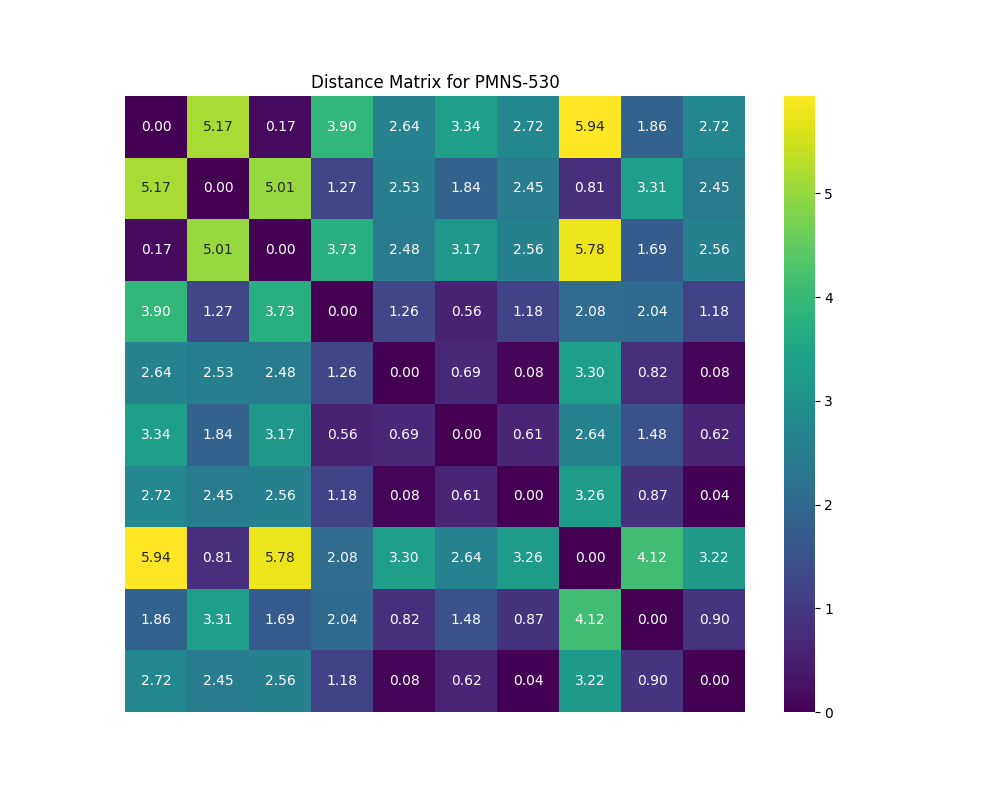 Distance Matrix for PMNS-530
0.00 5.17 0.17 3.90 2.64 3.34 2.72 5.94 1.86 2.72
5.17 0.00 5.01 1.27 2.53 1.84 2.45 0.81 3.31 2.45
0.17 5.01 0.00 3.73 2.48 3.17 2.56 5.78 1.69 2.56
3.90 1.27 3.73 0.00 1.26 0.56 1.18 2.08 2.04 1.18
2.64 2.53 2.48 1.26 0.00 0.69 0.08 3.30 0.82 0.08
3.34 1.84 3.17 0.56 0.69 0.00 0.61 2.64 1.48 0.62
2.72 2.45 2.56 1.18 0.08 0.61 0.00 3.26 0.87 0.04
5.94 0.81 5.78 2.08 3.30 2.64 3.26 0.00 4.12 3.22
1.86 3.31 1.69 2.04 0.82 1.48 0.87 4.12 0.00 0.90
2.72 2.45 2.56 1.18 0.08 0.62 0.04 3.22 0.90 0.00
5
4
3
2
1
0